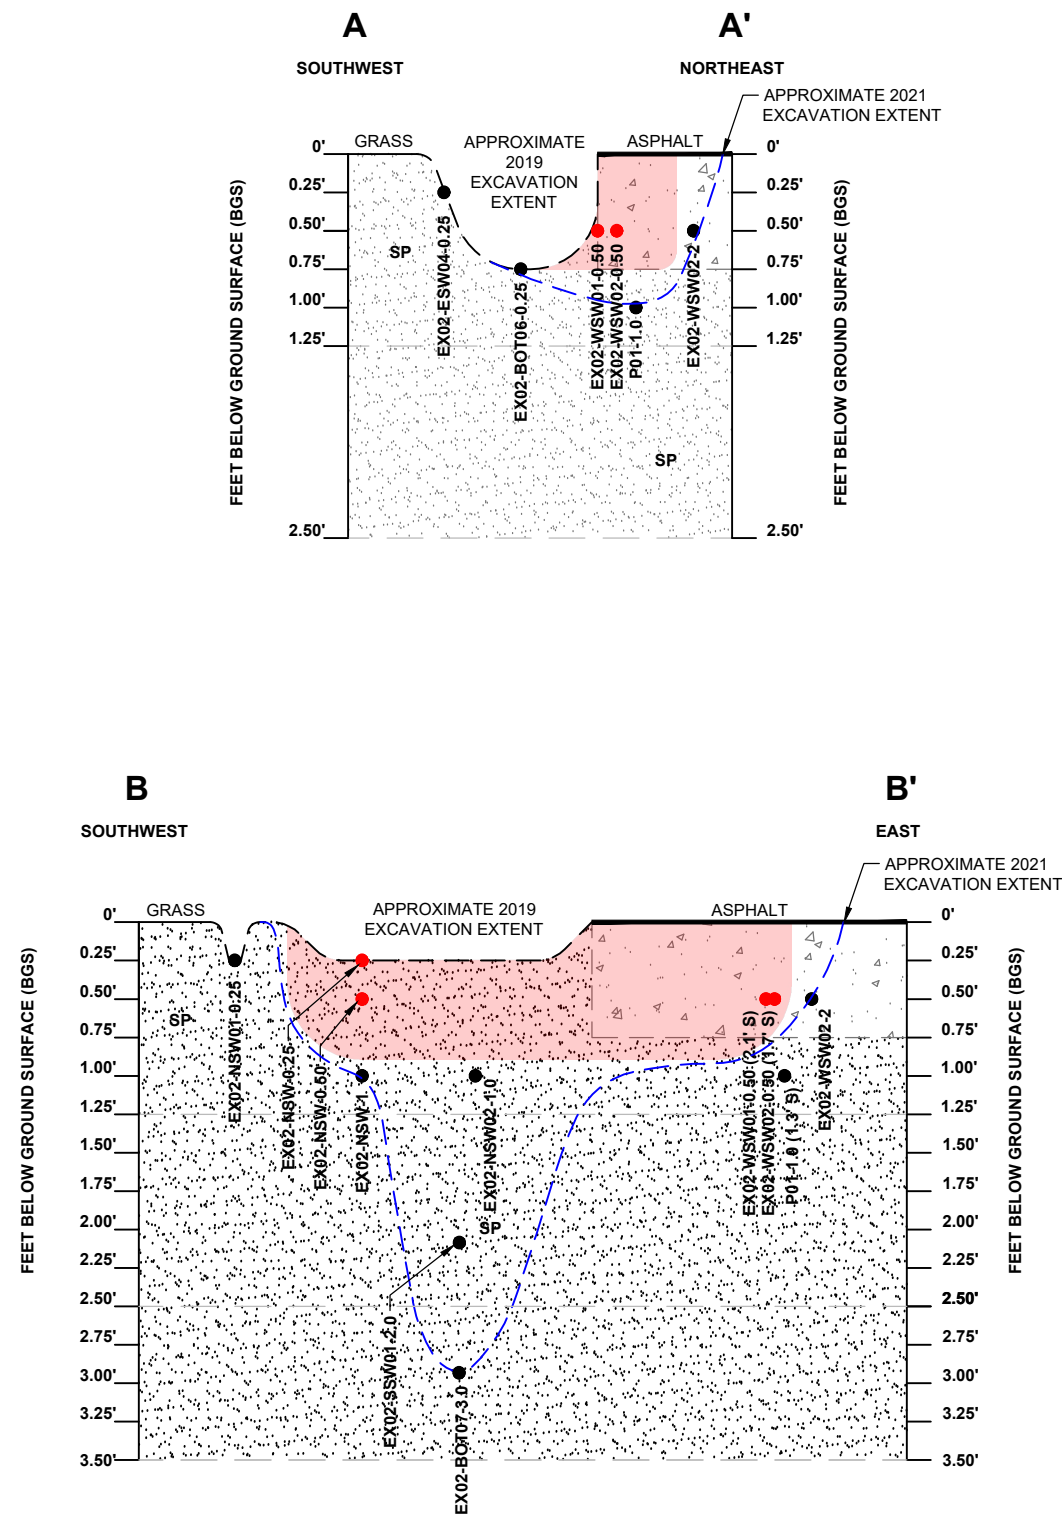 A
A'
SOUTHWEST
NORTHEAST
APPROXIMATE 2021
EXCAVATION EXTENT
GRASS
APPROXIMATE
2019
EXCAVATION
EXTENT
ASPHALT
0'
0.25'
0.50'
0.75'
1.00'
1.25'
2.50'
0'
0.25'
0.50'
0.75'
1.00'
1.25'
2.50'
FEET BELOW GROUND SURFACE (BGS)
FEET BELOW GROUND SURFACE (BGS)
SP
SP
EX02-ESW04-0.25
EX02-BOT06-0.25
EX02-WSW01-0.50
EX02-WSW02-0.50
P01-1.0
EX02-WSW02-2
B
B'
SOUTHWEST
EAST
APPROXIMATE 2021
EXCAVATION EXTENT
GRASS
APPROXIMATE 2019
EXCAVATION EXTENT
ASPHALT
0'
0.25'
0.50'
0.75'
1.00'
1.25'
1.50'
1.75'
2.00'
2.25'
2.50'
2.75'
3.00'
3.25'
3.50'
0'
0.25'
0.50'
0.75'
1.00'
1.25'
1.50'
1.75'
2.00'
2.25'
2.50'
2.75'
3.00'
3.25'
3.50'
FEET BELOW GROUND SURFACE (BGS)
FEET BELOW GROUND SURFACE (BGS)
SP
SP
EX02-NSW01-0.25
EX02-NSW-0.25
EX02-NSW-0.50
EX02-NSW-1
EX02-SSW01-2.0
EX02-BOT07-3.0
EX02-NSW02-1.0
EX02-WSW01-0.50 (2.1' S)
EX02-WSW02-0.50 (1.7' S)
P01-1.0 (1.3' S)
EX02-WSW02-2